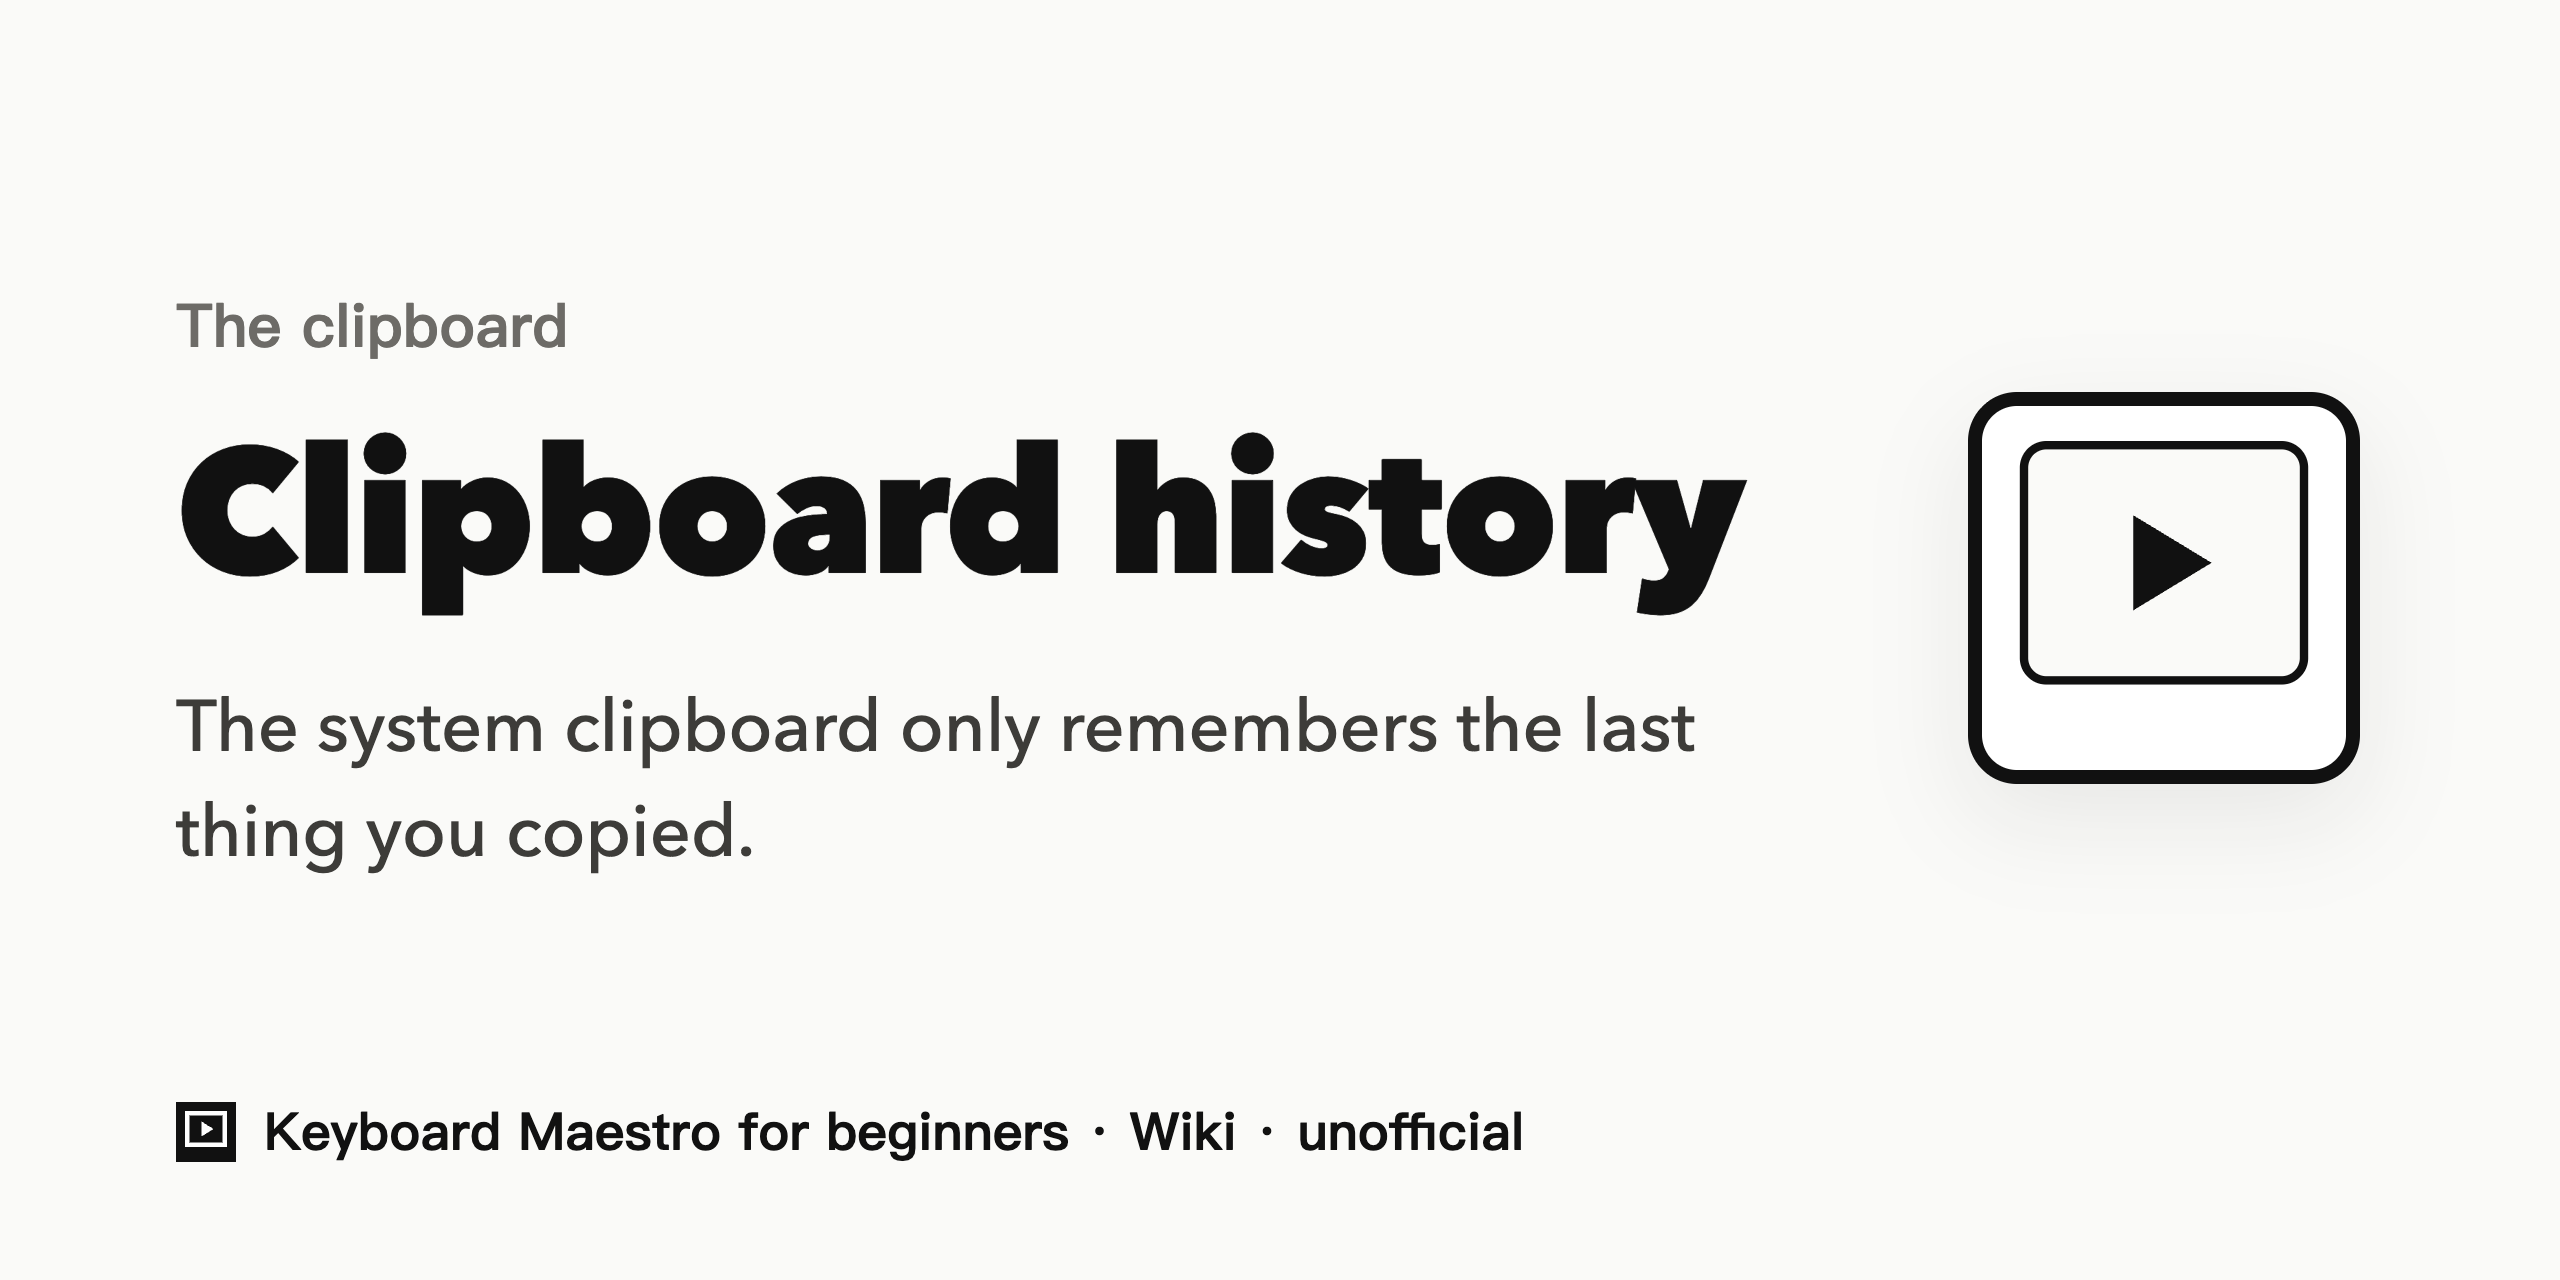 The clipboard
Clipboard history
The system clipboard only remembers the last
thing you copied.
Keyboard Maestro for beginners · Wiki · unofficial